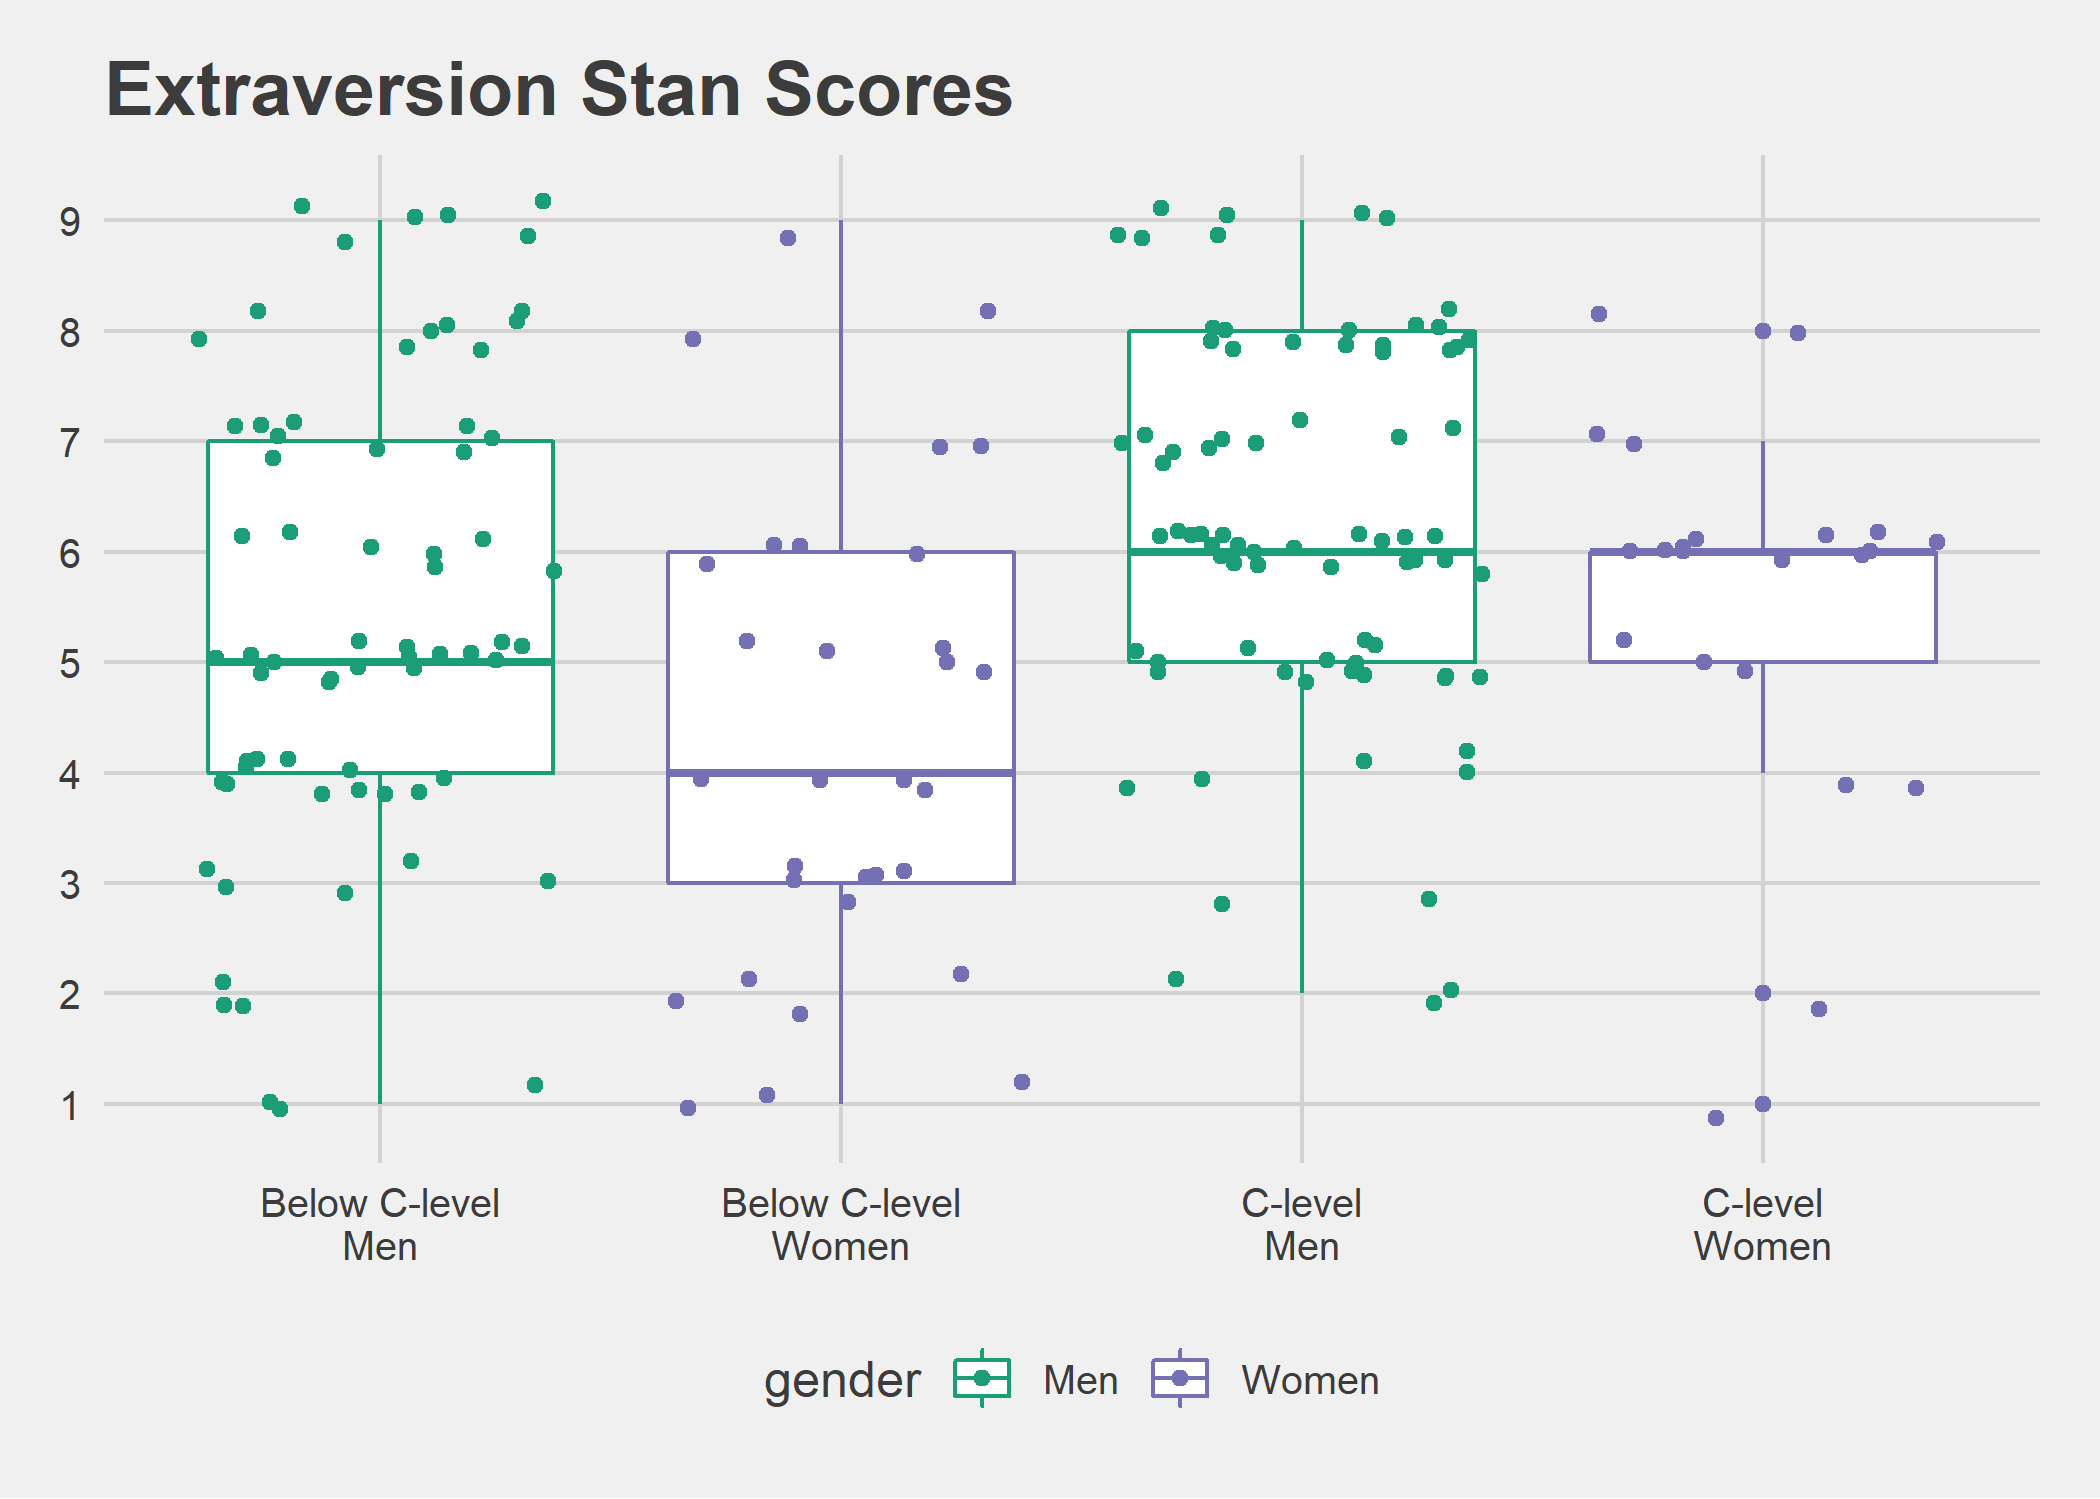 Extraversion Stan Scores
9
8
7
6
5
4
3
2
1
Below C-level
Men
Below C-level
Women
C-level
Men
C-level
Women
gender
Men
Women